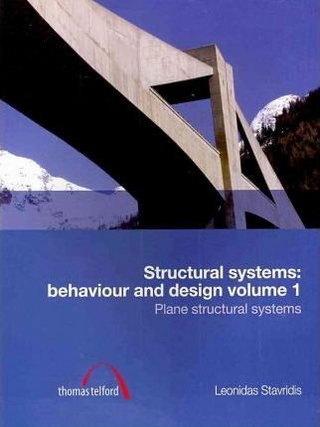 Structural systems:
behaviour and design volume 1
Plane structural systems
thomas telford
Leonidas Stavridis